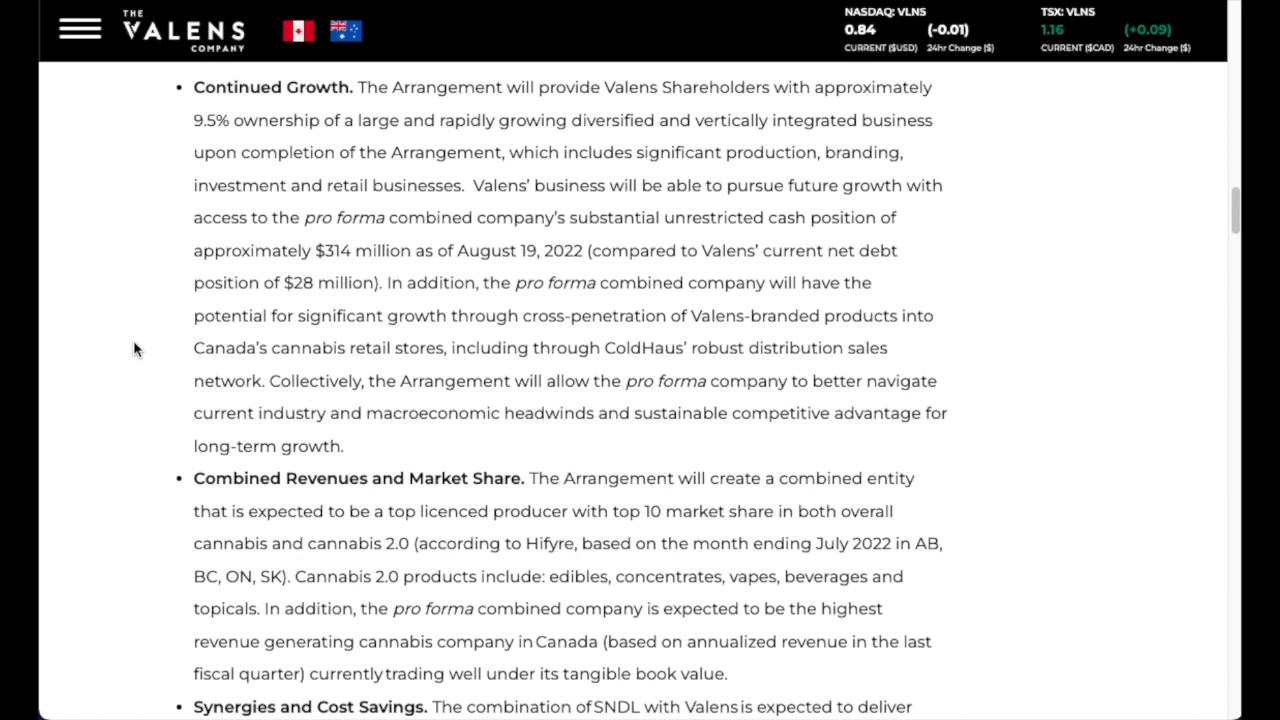 THE
VALENS
COMPANY
NASDAQ: VLNS
0.84 (-0.01)
CURRENT ($USD) 24hr Change ($)
TSX: VLNS
1.16 (+0.09)
CURRENT ($CAD) 24hr Change ($)
• Continued Growth. The Arrangement will provide Valens Shareholders with approximately
9.5% ownership of a large and rapidly growing diversified and vertically integrated business
upon completion of the Arrangement, which includes significant production, branding,
investment and retail businesses. Valens’ business will be able to pursue future growth with
access to the pro forma combined company’s substantial unrestricted cash position of
approximately $314 million as of August 19, 2022 (compared to Valens’ current net debt
position of $28 million). In addition, the pro forma combined company will have the
potential for significant growth through cross-penetration of Valens-branded products into
Canada’s cannabis retail stores, including through ColdHaus’ robust distribution sales
network. Collectively, the Arrangement will allow the pro forma company to better navigate
current industry and macroeconomic headwinds and sustainable competitive advantage for
long-term growth.
• Combined Revenues and Market Share. The Arrangement will create a combined entity
that is expected to be a top licenced producer with top 10 market share in both overall
cannabis and cannabis 2.0 (according to Hifyre, based on the month ending July 2022 in AB,
BC, ON, SK). Cannabis 2.0 products include: edibles, concentrates, vapes, beverages and
topicals. In addition, the pro forma combined company is expected to be the highest
revenue generating cannabis company in Canada (based on annualized revenue in the last
fiscal quarter) currently trading well under its tangible book value.
• Synergies and Cost Savings. The combination of SNDL with Valens is expected to deliver